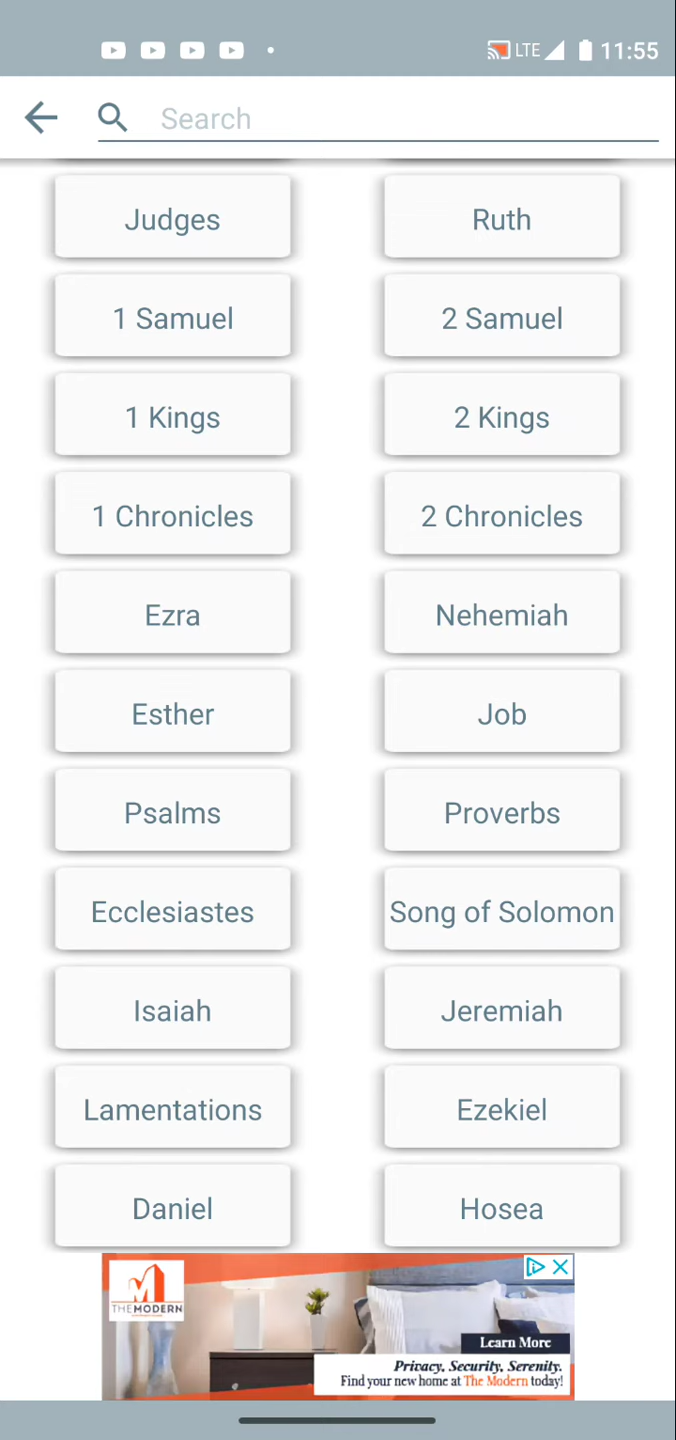 LTE 11:55
Search
Judges Ruth
1 Samuel 2 Samuel
1 Kings 2 Kings
1 Chronicles 2 Chronicles
Ezra Nehemiah
Esther Job
Psalms Proverbs
Ecclesiastes Song of Solomon
Isaiah Jeremiah
Lamentations Ezekiel
Daniel Hosea
THE MODERN
Learn More
Privacy. Security. Serenity.
Find your new home at The Modern today!